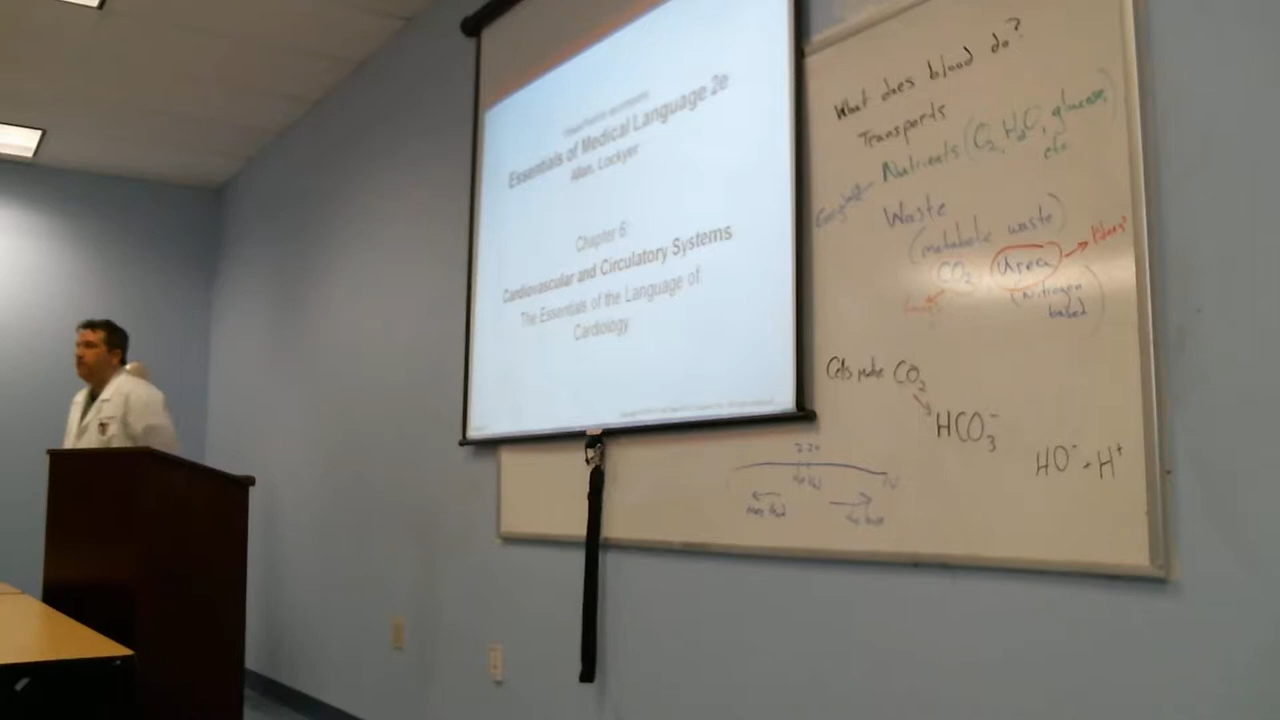 Essentials of Medical Language 2e
Allan, Lockyer
Chapter 6:
Cardiovascular and Circulatory Systems
The Essentials of the Language of
Cardiology
What does blood do?
Transports
Nutrients (O2, H2O, glucose,
etc
Waste
(metabolic waste)
CO2 Urea
(Nitrogen
based)
Cells make CO2
HCO3-
HO- + H+